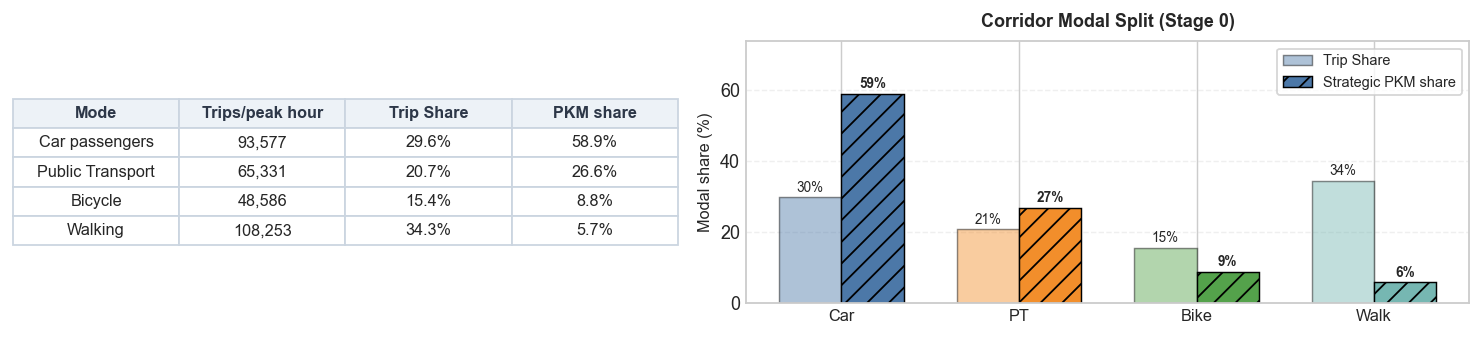 Mode Trips/peak hour Trip Share PKM share
Car passengers 93,577 29.6% 58.9%
Public Transport 65,331 20.7% 26.6%
Bicycle 48,586 15.4% 8.8%
Walking 108,253 34.3% 5.7%
Corridor Modal Split (Stage 0)
Trip Share
Strategic PKM share
Modal share (%)
60
40
20
0
30%
59%
21%
27%
15%
9%
34%
6%
Car PT Bike Walk